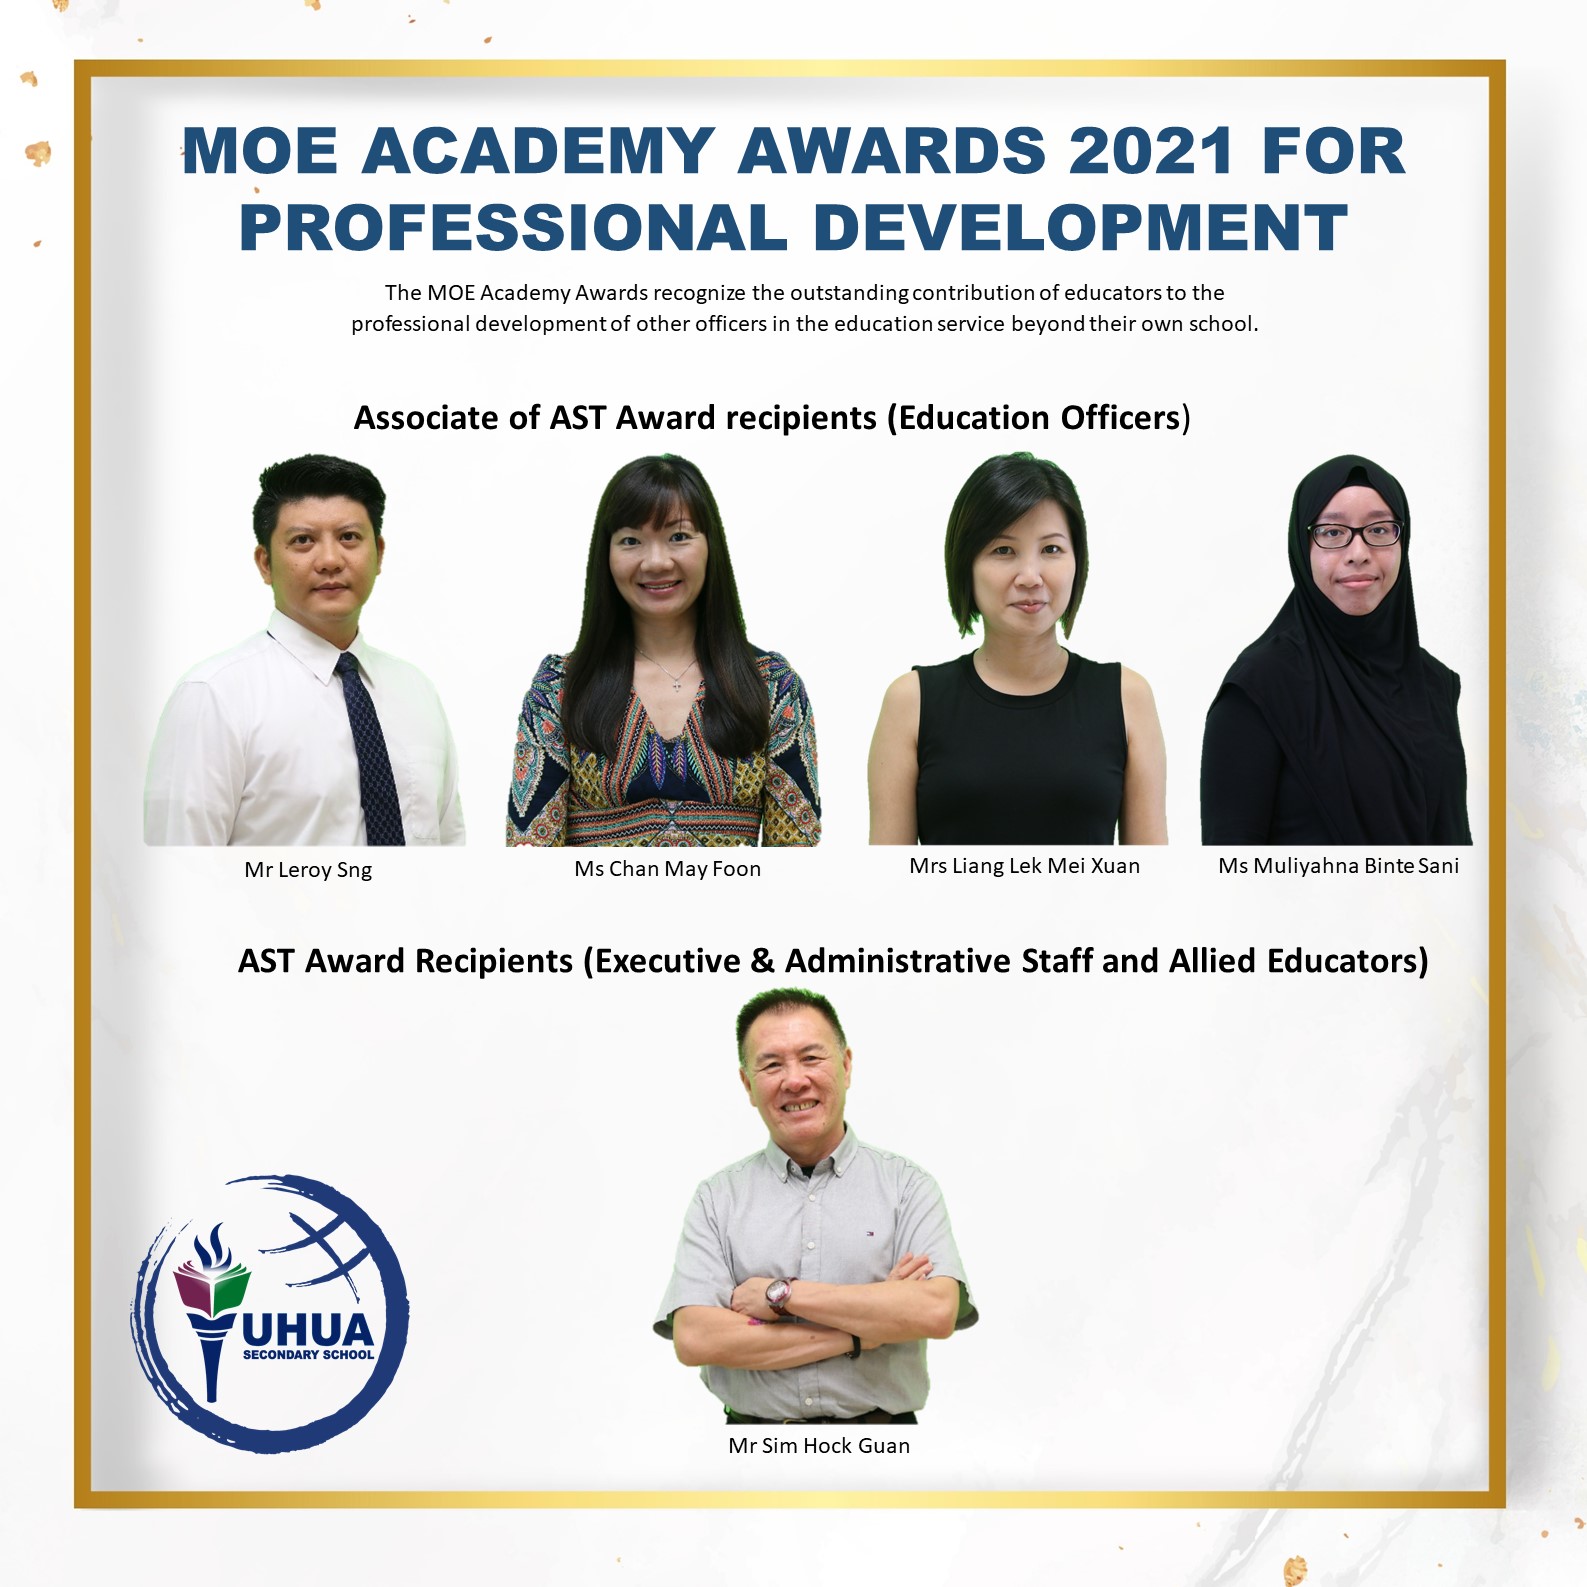 MOE ACADEMY AWARDS 2021 FOR
PROFESSIONAL DEVELOPMENT
The MOE Academy Awards recognize the outstanding contribution of educators to the
professional development of other officers in the education service beyond their own school.
Associate of AST Award recipients (Education Officers)
Mr Leroy Sng
Ms Chan May Foon
Mrs Liang Lek Mei Xuan
Ms Muliyahna Binte Sani
AST Award Recipients (Executive & Administrative Staff and Allied Educators)
YUHUA
SECONDARY SCHOOL
Mr Sim Hock Guan